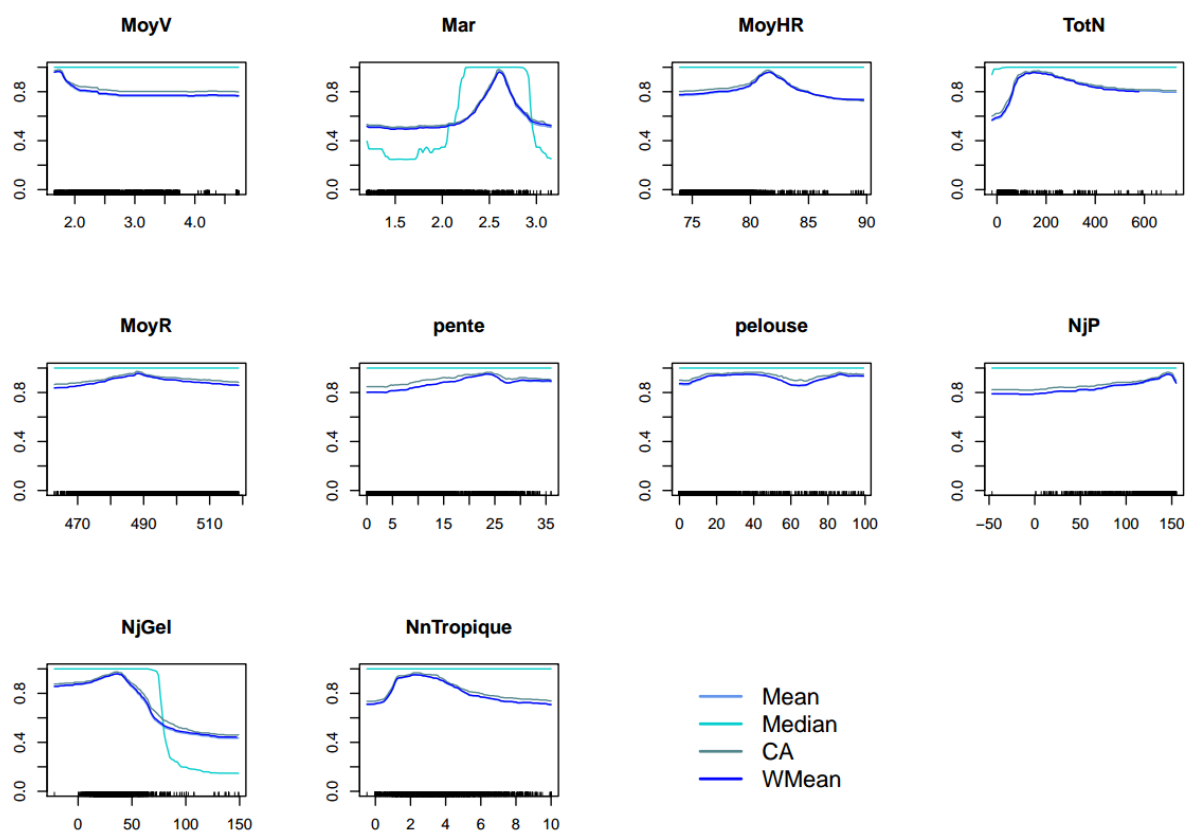 MoyV
0.0 0.4 0.8
2.0 3.0 4.0
Mar
0.0 0.4 0.8
1.5 2.0 2.5 3.0
MoyHR
0.0 0.4 0.8
75 80 85 90
TotN
0.0 0.4 0.8
0 200 400 600
MoyR
0.0 0.4 0.8
470 490 510
pente
0.0 0.4 0.8
0 5 15 25 35
pelouse
0.0 0.4 0.8
0 20 40 60 80 100
NjP
0.0 0.4 0.8
−50 0 50 100 150
NjGel
0.0 0.4 0.8
0 50 100 150
NnTropique
0.0 0.4 0.8
0 2 4 6 8 10
Mean
Median
CA
WMean